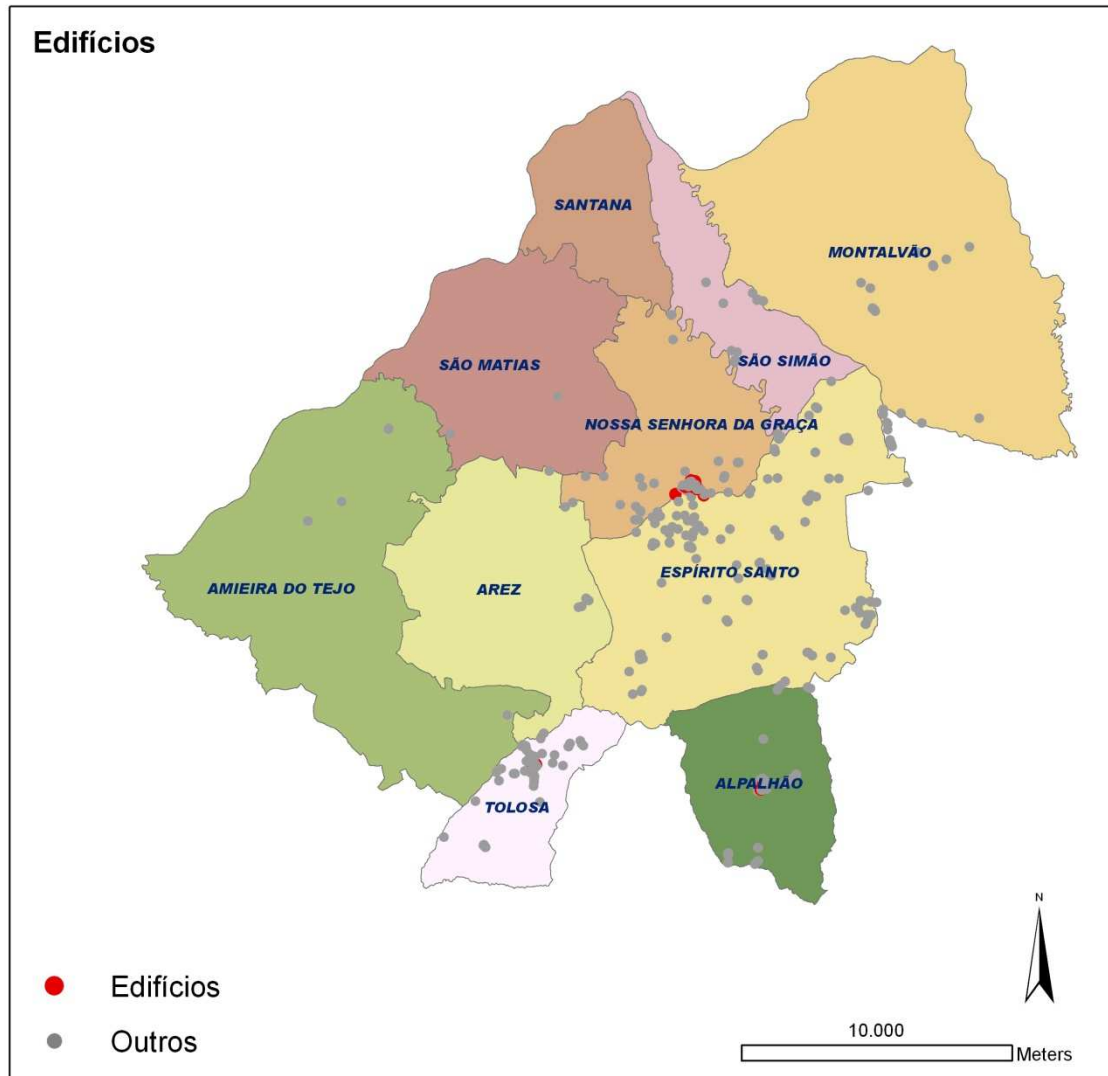 Edifícios
SANTANA
MONTALVÃO
SÃO MATIAS
SÃO SIMÃO
NOSSA SENHORA DA GRAÇA
ESPÍRITO SANTO
AMIEIRA DO TEJO
AREZ
ALPALHÃO
TOLOSA
N
Edifícios
Outros
10.000
Meters